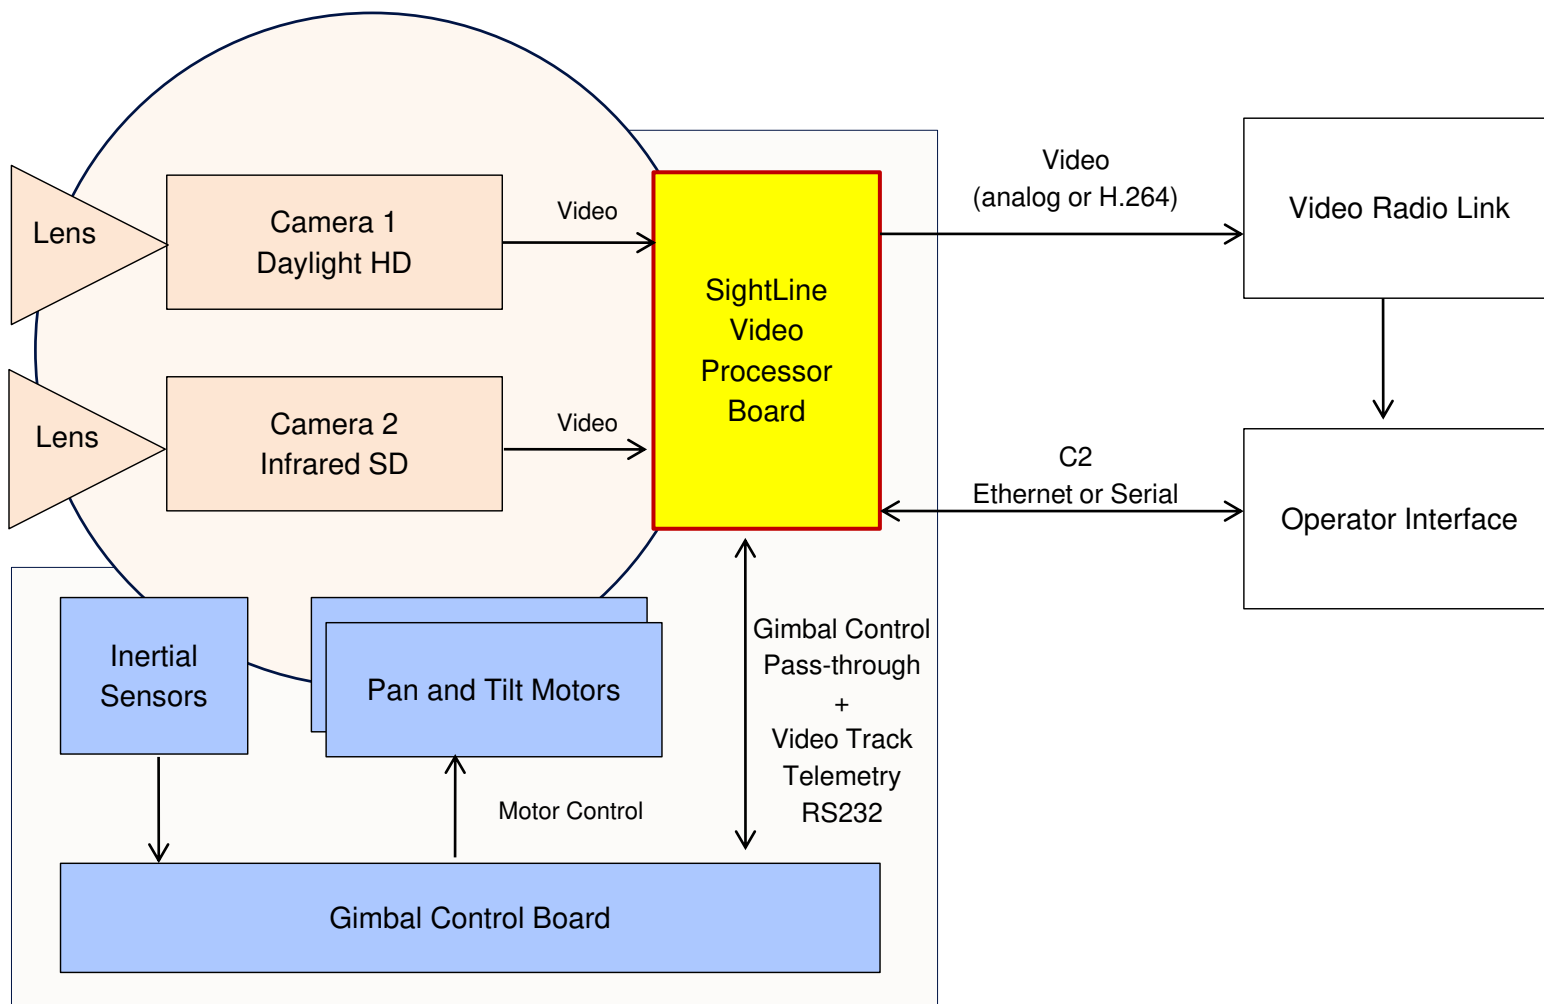 Lens
Camera 1
Daylight HD
Video
SightLine
Video
Processor
Board
Video
(analog or H.264)
Video Radio Link
Lens
Camera 2
Infrared SD
Video
C2
Ethernet or Serial
Operator Interface
Inertial
Sensors
Pan and Tilt Motors
Gimbal Control
Pass-through
+
Video Track
Telemetry
RS232
Motor Control
Gimbal Control Board